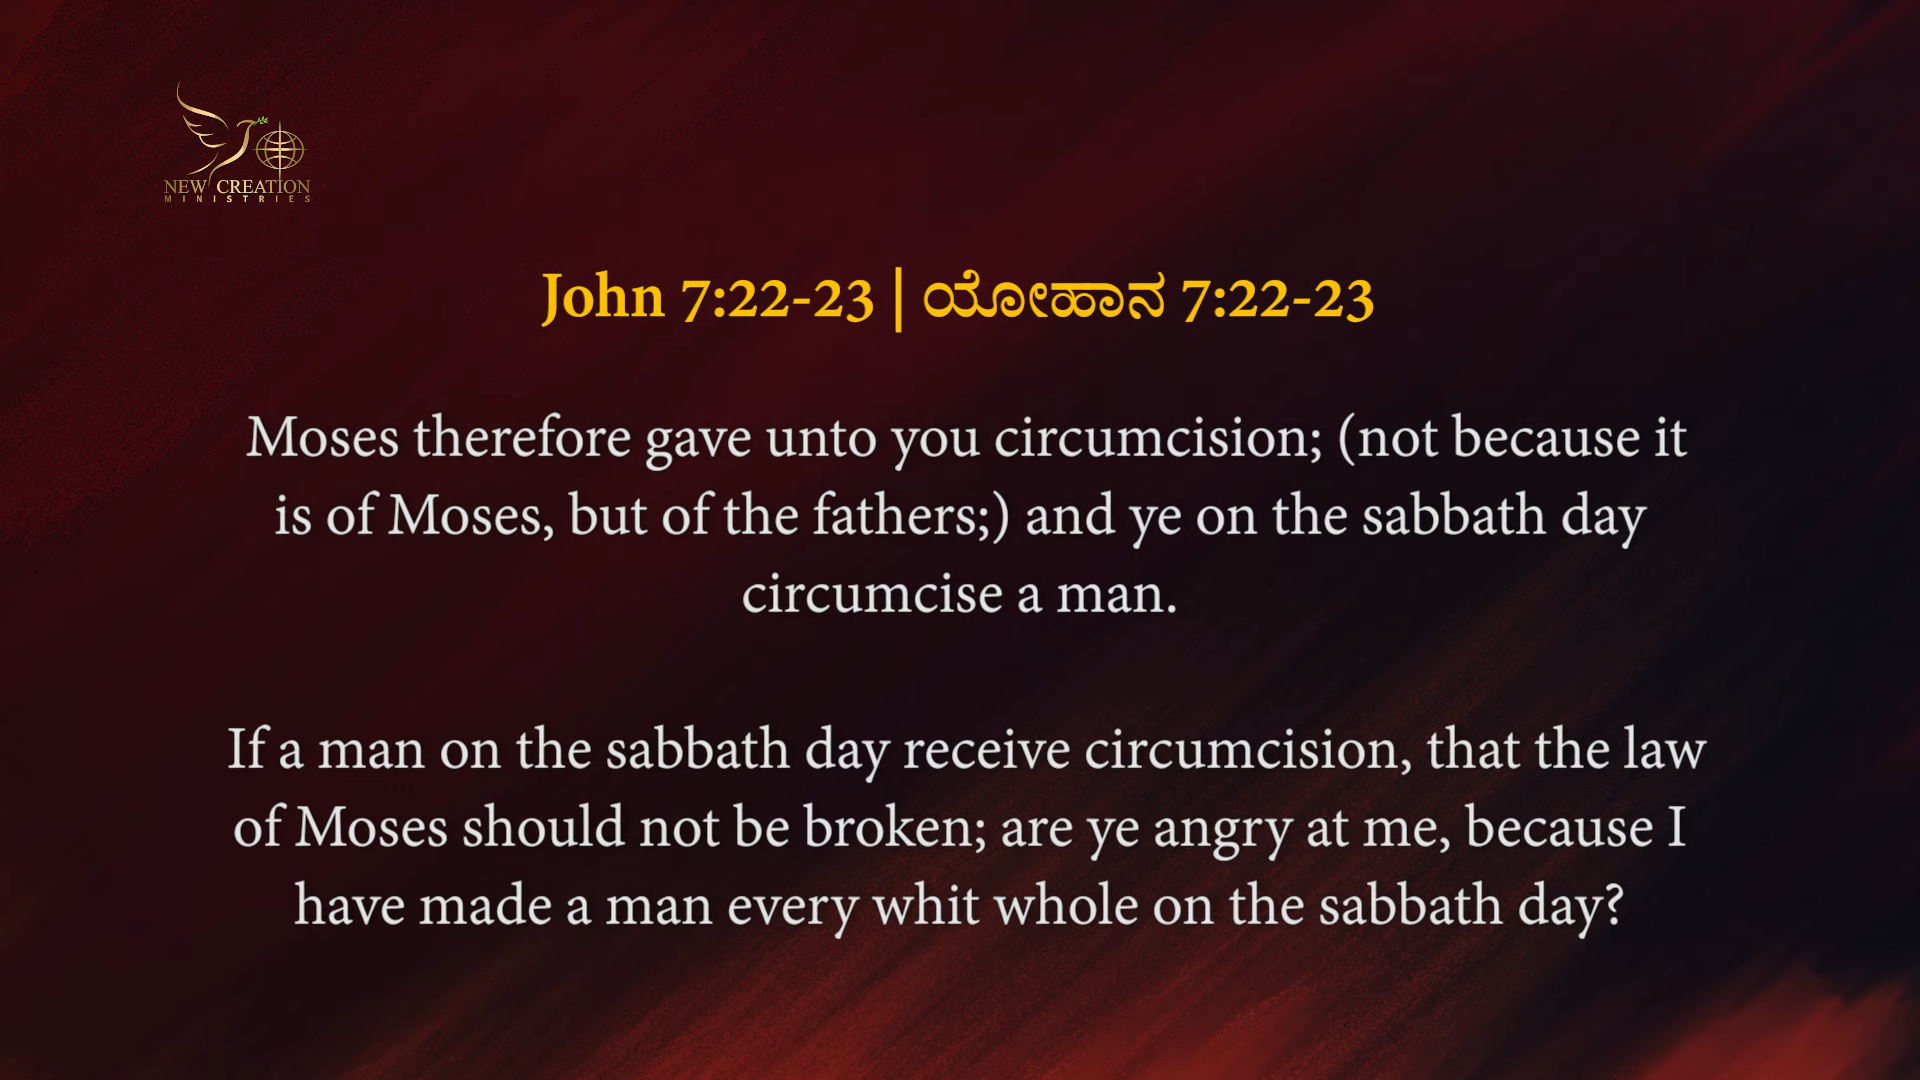 NEW CREATION
MINISTRIES
John 7:22-23 | ಯೋಹಾನ 7:22-23
Moses therefore gave unto you circumcision; (not because it
is of Moses, but of the fathers;) and ye on the sabbath day
circumcise a man.
If a man on the sabbath day receive circumcision, that the law
of Moses should not be broken; are ye angry at me, because I
have made a man every whit whole on the sabbath day?